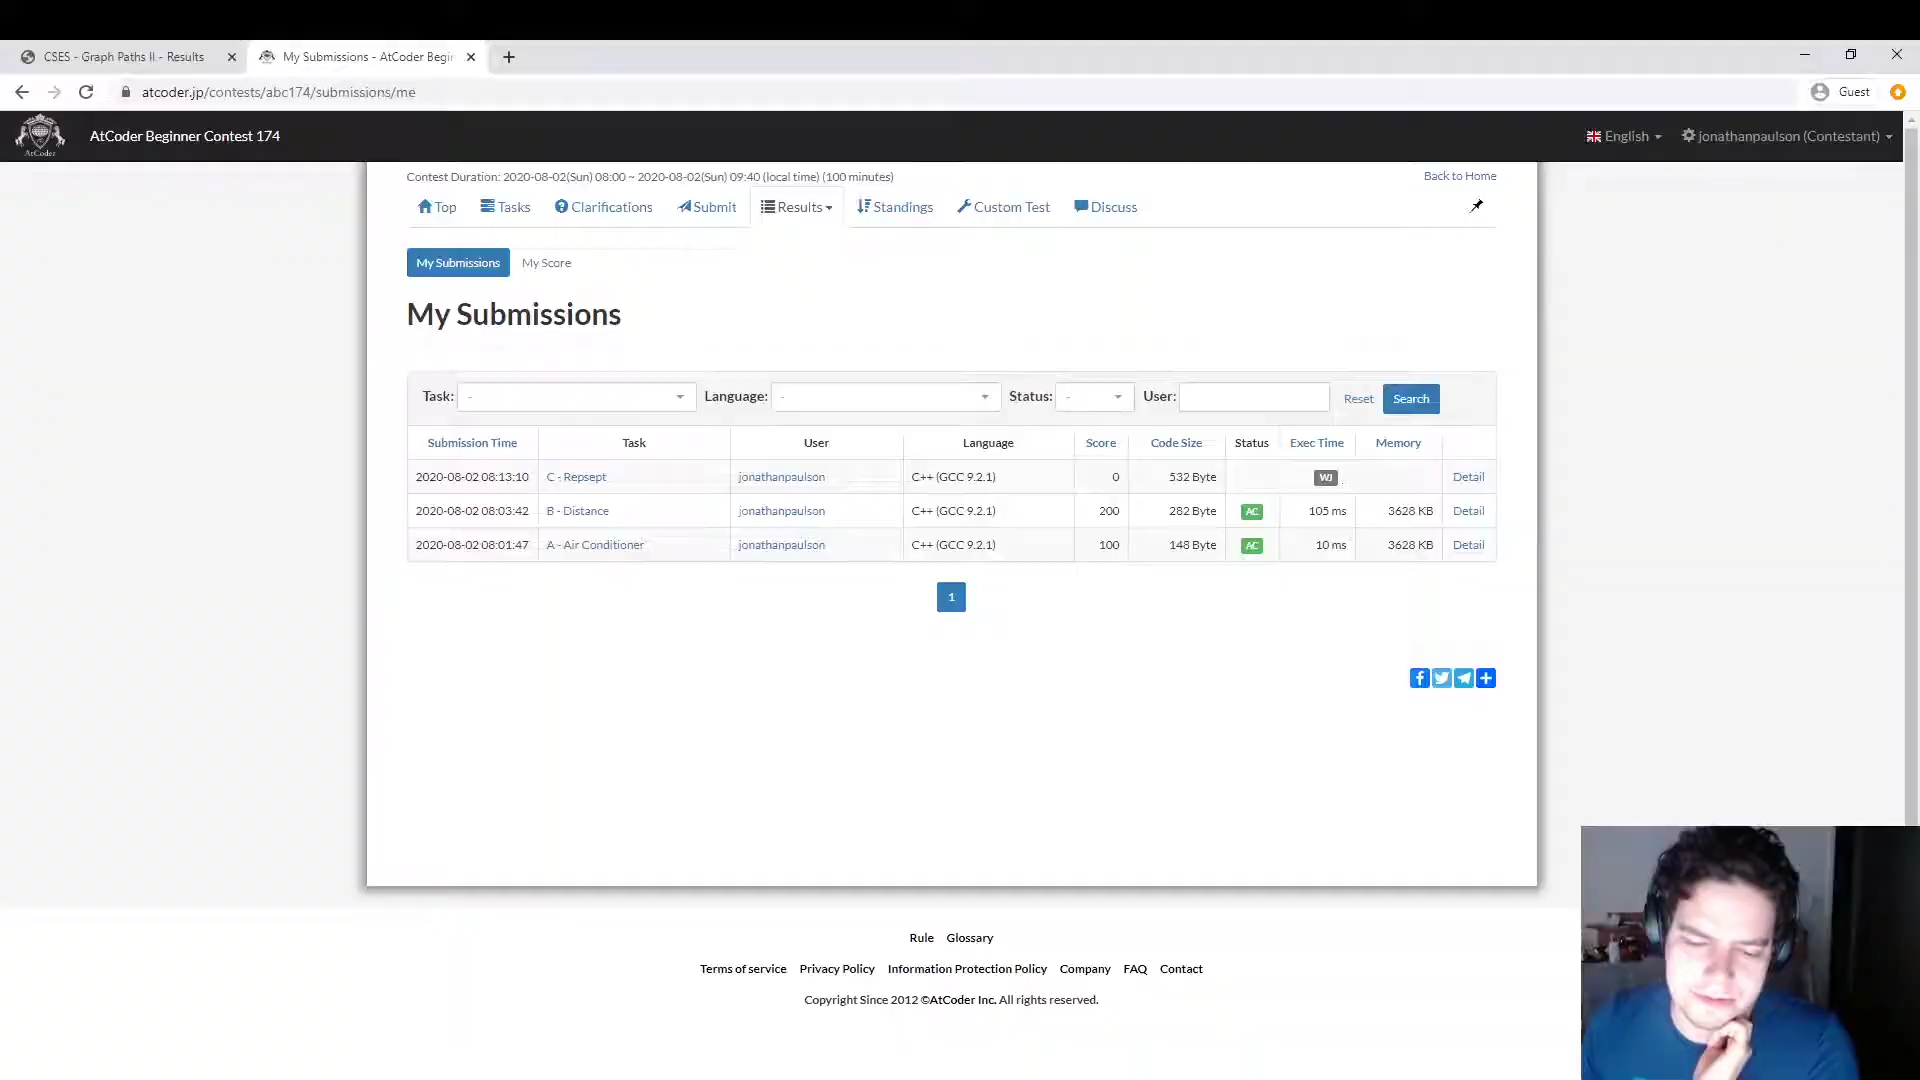 CSES - Graph Paths II - Results
My Submissions - AtCoder Begin
atcoder.jp/contests/abc174/submissions/me
Guest
AtCoder
AtCoder Beginner Contest 174
English
jonathanpaulson (Contestant)
Contest Duration: 2020-08-02(Sun) 08:00 ~ 2020-08-02(Sun) 09:40 (local time) (100 minutes)
Back to Home
Top Tasks Clarifications Submit Results Standings Custom Test Discuss
My Submissions My Score
My Submissions
Task: - Language: - Status: - User: Reset Search
Submission Time Task User Language Score Code Size Status Exec Time Memory
2020-08-02 08:13:10 C - Repsept jonathanpaulson C++ (GCC 9.2.1) 0 532 Byte WJ Detail
2020-08-02 08:03:42 B - Distance jonathanpaulson C++ (GCC 9.2.1) 200 282 Byte AC 105 ms 3628 KB Detail
2020-08-02 08:01:47 A - Air Conditioner jonathanpaulson C++ (GCC 9.2.1) 100 148 Byte AC 10 ms 3628 KB Detail
1
Rule Glossary
Terms of service Privacy Policy Information Protection Policy Company FAQ Contact
Copyright Since 2012 ©AtCoder Inc. All rights reserved.